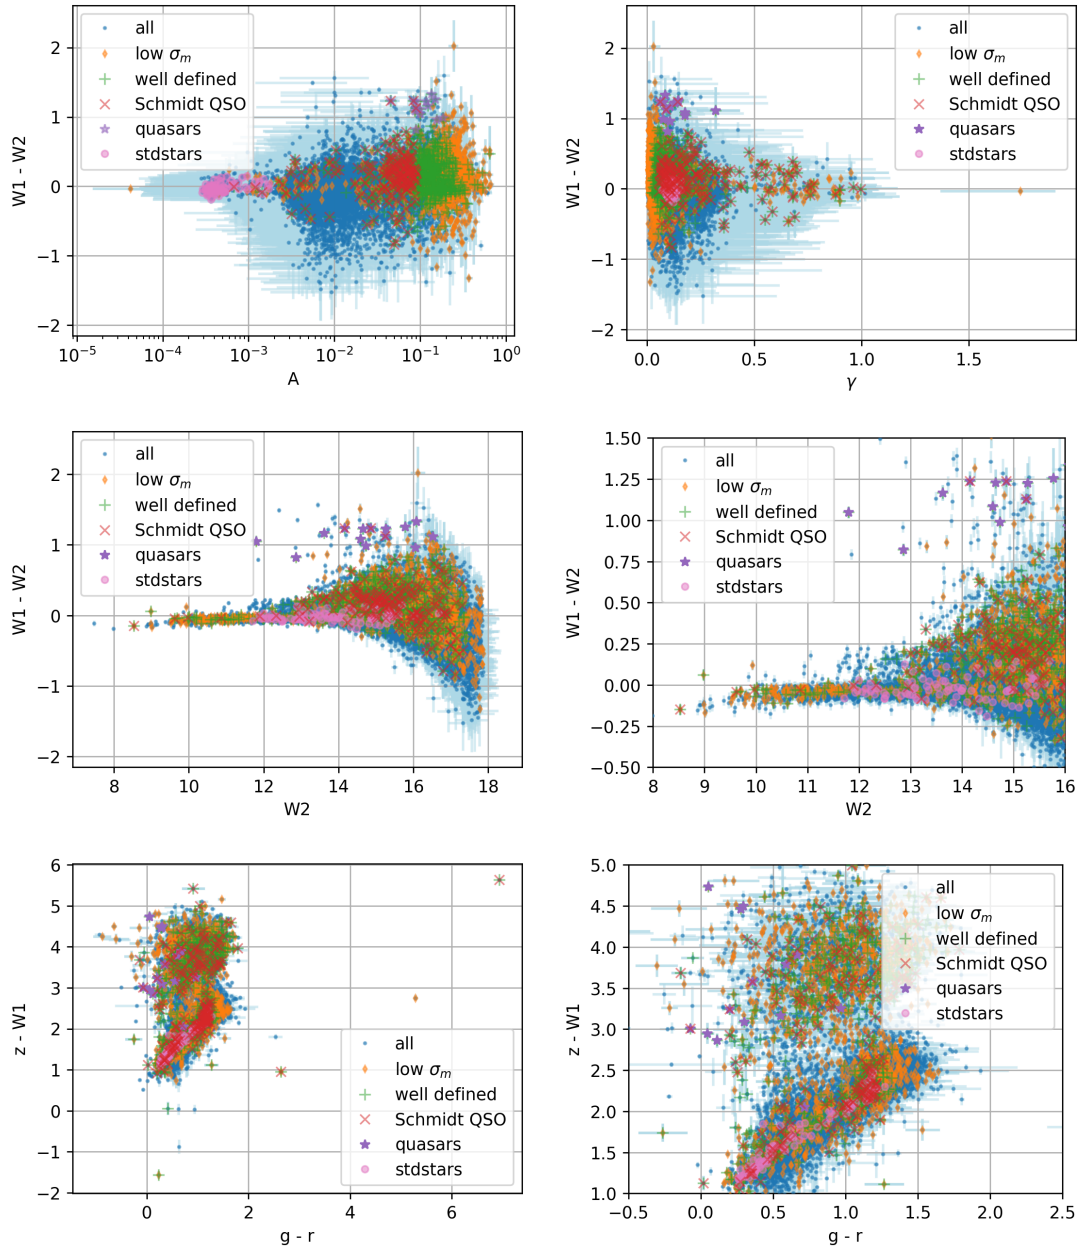 all
low σm
well defined
Schmidt QSO
quasars
stdstars
2
1
0
−1
−2
W1 - W2
10−5
10−4
10−3
10−2
10−1
100
A
all
low σm
well defined
Schmidt QSO
quasars
stdstars
2
1
0
−1
−2
W1 - W2
0.0
0.5
1.0
1.5
γ
all
low σm
well defined
Schmidt QSO
quasars
stdstars
2
1
0
−1
−2
W1 - W2
8
10
12
14
16
18
W2
all
low σm
well defined
Schmidt QSO
quasars
stdstars
1.50
1.25
1.00
0.75
0.50
0.25
0.00
−0.25
−0.50
W1 - W2
8
9
10
11
12
13
14
15
16
W2
6
5
4
3
2
1
0
−1
−2
z - W1
all
low σm
well defined
Schmidt QSO
quasars
stdstars
0
2
4
6
g - r
5.0
4.5
4.0
3.5
3.0
2.5
2.0
1.5
1.0
z - W1
all
low σm
well defined
Schmidt QSO
quasars
stdstars
−0.5
0.0
0.5
1.0
1.5
2.0
2.5
g - r